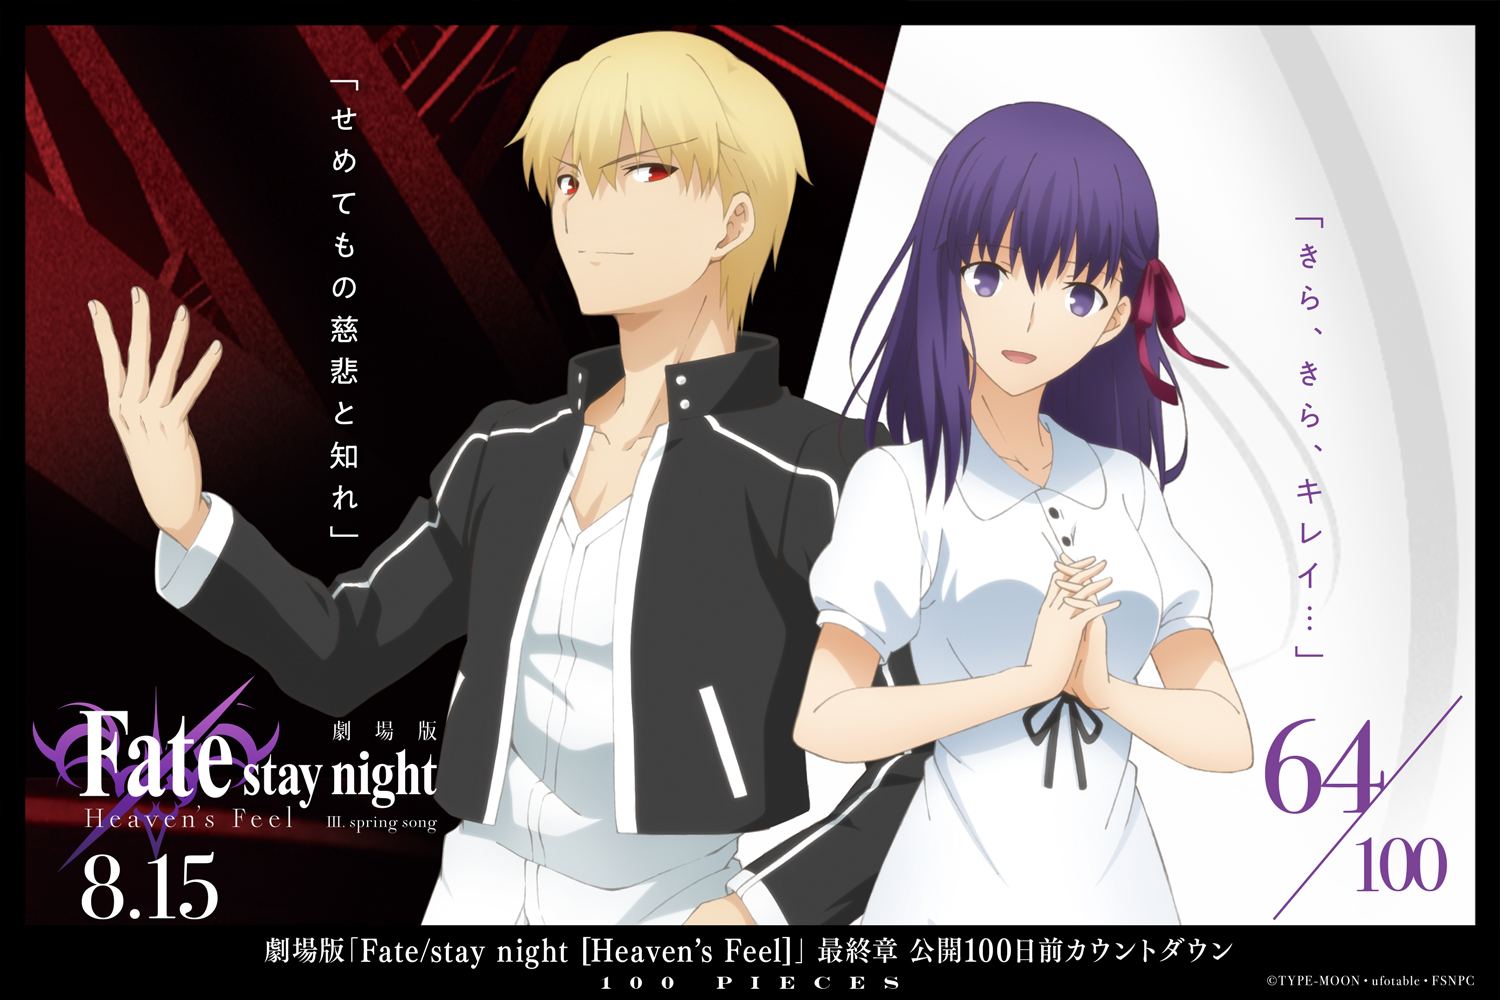 「せめてもの慈悲と知れ」
「きら、きら、キレイ…」
劇場版
Fate stay night
Heaven's Feel III. spring song
8.15
64/100
劇場版「Fate/stay night [Heaven's Feel]」 最終章 公開100日前カウントダウン
100 PIECES
©TYPE-MOON・ufotable・FSNPC